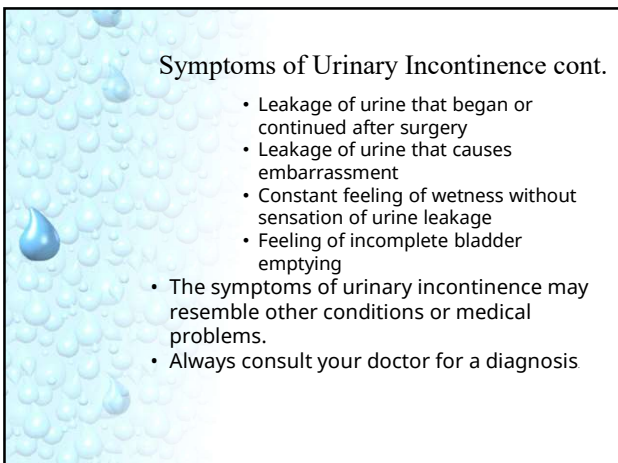 Symptoms of Urinary Incontinence cont.
• Leakage of urine that began or
continued after surgery
• Leakage of urine that causes
embarrassment
• Constant feeling of wetness without
sensation of urine leakage
• Feeling of incomplete bladder
emptying
• The symptoms of urinary incontinence may
resemble other conditions or medical
problems.
• Always consult your doctor for a diagnosis.